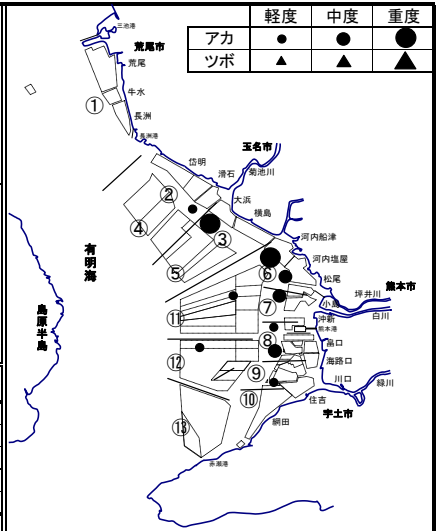 軽度 中度 重度
アカ
ツボ
三池港
荒尾市
荒尾
牛水
①
長洲
長洲港
玉名市
岱明
滑石
菊池川
②
大浜
横島
④
③
河内船津
有明海
⑤
⑥
河内塩屋
松尾
熊本市
坪井川
島原半島
⑦
小島
白川
⑪
沖新
熊本港
⑧
畠口
⑫
海路口
⑨
川口
緑川
⑩
住吉
宇土市
⑬
網田
赤瀬港